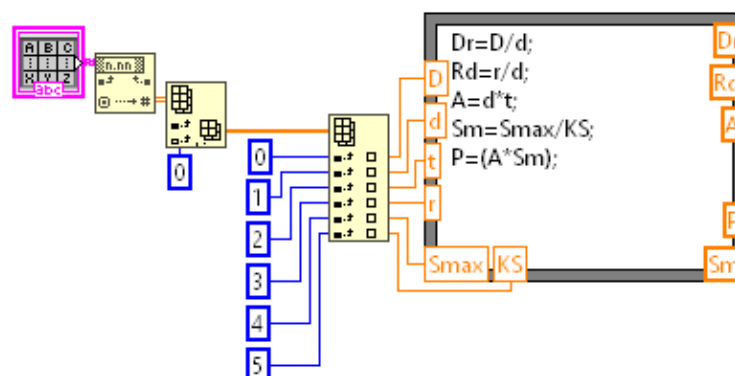 A B C
X Y Z
abc
n.nn
#
0
0
1
2
3
4
5
D
d
t
r
Smax
KS
Dr=D/d;
Rd=r/d;
A=d*t;
Sm=Smax/KS;
P=(A*Sm);
Dr
Rd
A
P
Sm